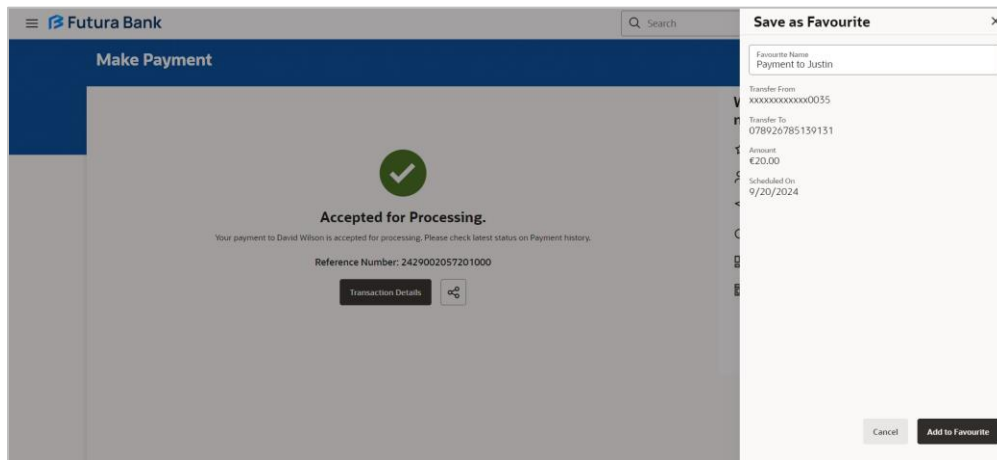 Futura Bank
Search
Make Payment
Accepted for Processing.
Your payment to David Wilson is accepted for processing. Please check latest status on Payment history.
Reference Number: 2429002057201000
Transaction Details
Save as Favourite
Favourite Name
Payment to Justin
Transfer From
xxxxxxxxxxxx0035
Transfer To
078926785139131
Amount
€20.00
Scheduled On
9/20/2024
Cancel
Add to Favourite